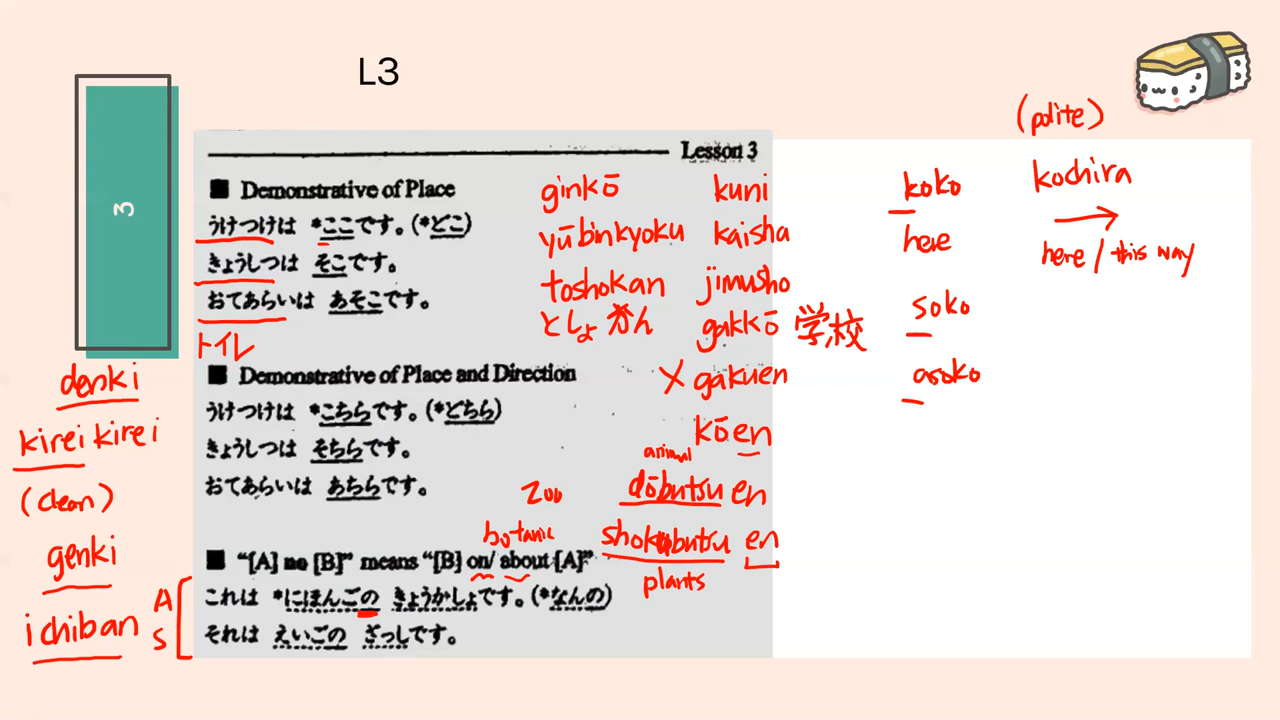 L3
3
Lesson 3
■ Demonstrative of Place
うけつけは *ここです。(*どこ)
きょうしつは そこです。
おてあらいは あそこです。
トイレ
■ Demonstrative of Place and Direction
うけつけは *こちらです。(*どちら)
きょうしつは そちらです。
おてあらいは あちらです。
■ "[A] no [B]" means "[B] on/ about [A]"
これは *にほんごの きょうかしょです。(*なんの)
それは えいごの ざっしです。
denki
kirei kirei
(clean)
genki
ichiban
A
S
ginkō
yūbinkyoku
toshokan
としょかん
kuni
kaisha
jimusho
gakkō 学校
X gakuen
kōen
animal
zoo dōbutsu en
botanic shokubutsu en
plants
koko
here
soko
asoko
(polite)
kochira
→
here / this way